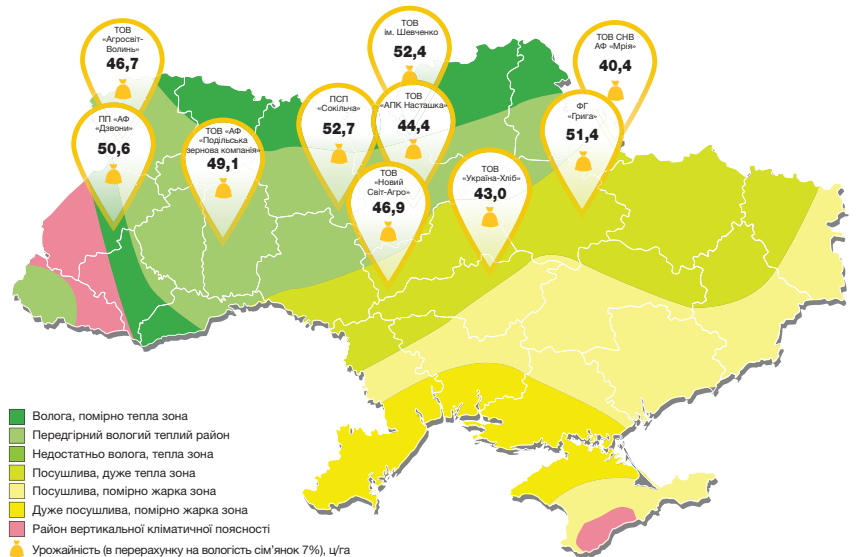 ТОВ
«Агросвіт-
Волинь»
46,7
ТОВ
ім. Шевченко
52,4
ТОВ СНВ
АФ «Мрія»
40,4
ПП «АФ
«Дзвони»
50,6
ТОВ «АФ
«Подільська
зернова компанія»
49,1
ПСП
«Сокільча»
52,7
ТОВ
«АПК Насташка»
44,4
ФГ
«Грига»
51,4
ТОВ
«Новий
Світ-Агро»
46,9
ТОВ
«Україна-Хліб»
43,0
Волога, помірно тепла зона
Передгірний вологий теплий район
Недостатньо волога, тепла зона
Посушлива, дуже тепла зона
Посушлива, помірно жарка зона
Дуже посушлива, помірно жарка зона
Район вертикальної кліматичної поясності
Урожайність (в перерахунку на вологість сім’янок 7%), ц/га